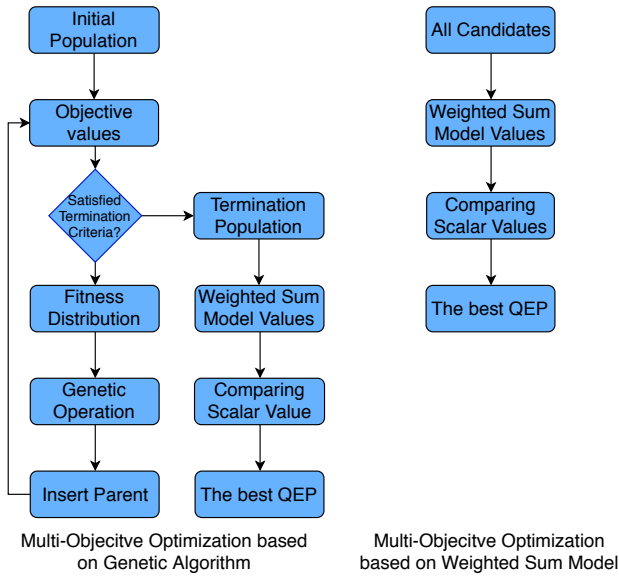 Initial
Population
Objective
values
Satisfied
Termination
Criteria?
Termination
Population
Fitness
Distribution
Weighted Sum
Model Values
Genetic
Operation
Comparing
Scalar Value
Insert Parent
The best QEP
Multi-Objecitve Optimization based
on Genetic Algorithm
All Candidates
Weighted Sum
Model Values
Comparing
Scalar Values
The best QEP
Multi-Objecitve Optimization
based on Weighted Sum Model